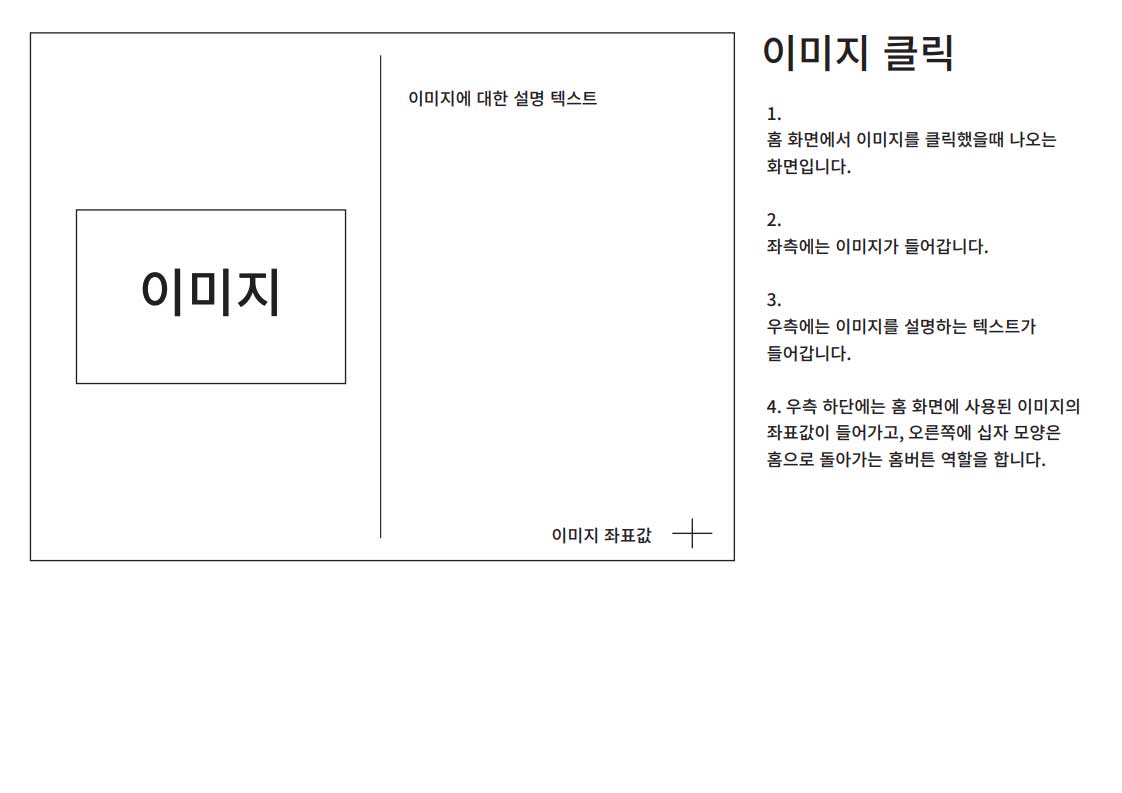 이미지 클릭
이미지에 대한 설명 텍스트
이미지
이미지 좌표값
1.
홈 화면에서 이미지를 클릭했을때 나오는
화면입니다.
2.
좌측에는 이미지가 들어갑니다.
3.
우측에는 이미지를 설명하는 텍스트가
들어갑니다.
4. 우측 하단에는 홈 화면에 사용된 이미지의
좌표값이 들어가고, 오른쪽에 십자 모양은
홈으로 돌아가는 홈버튼 역할을 합니다.